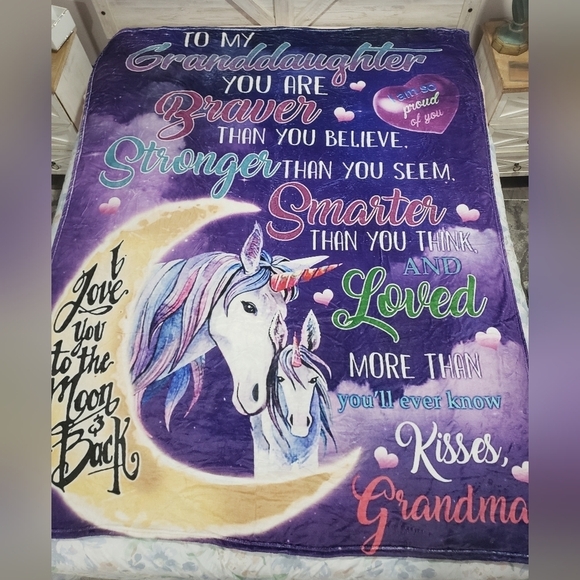 TO MY
Granddaughter
YOU ARE
Braver
I am so
proud
of you
THAN YOU BELIEVE,
Stronger THAN YOU SEEM,
Smarter
THAN YOU THINK,
AND
Loved
MORE THAN
you'll ever know
Kisses,
Grandma
I
Love
You
to the
Moon
&
Back